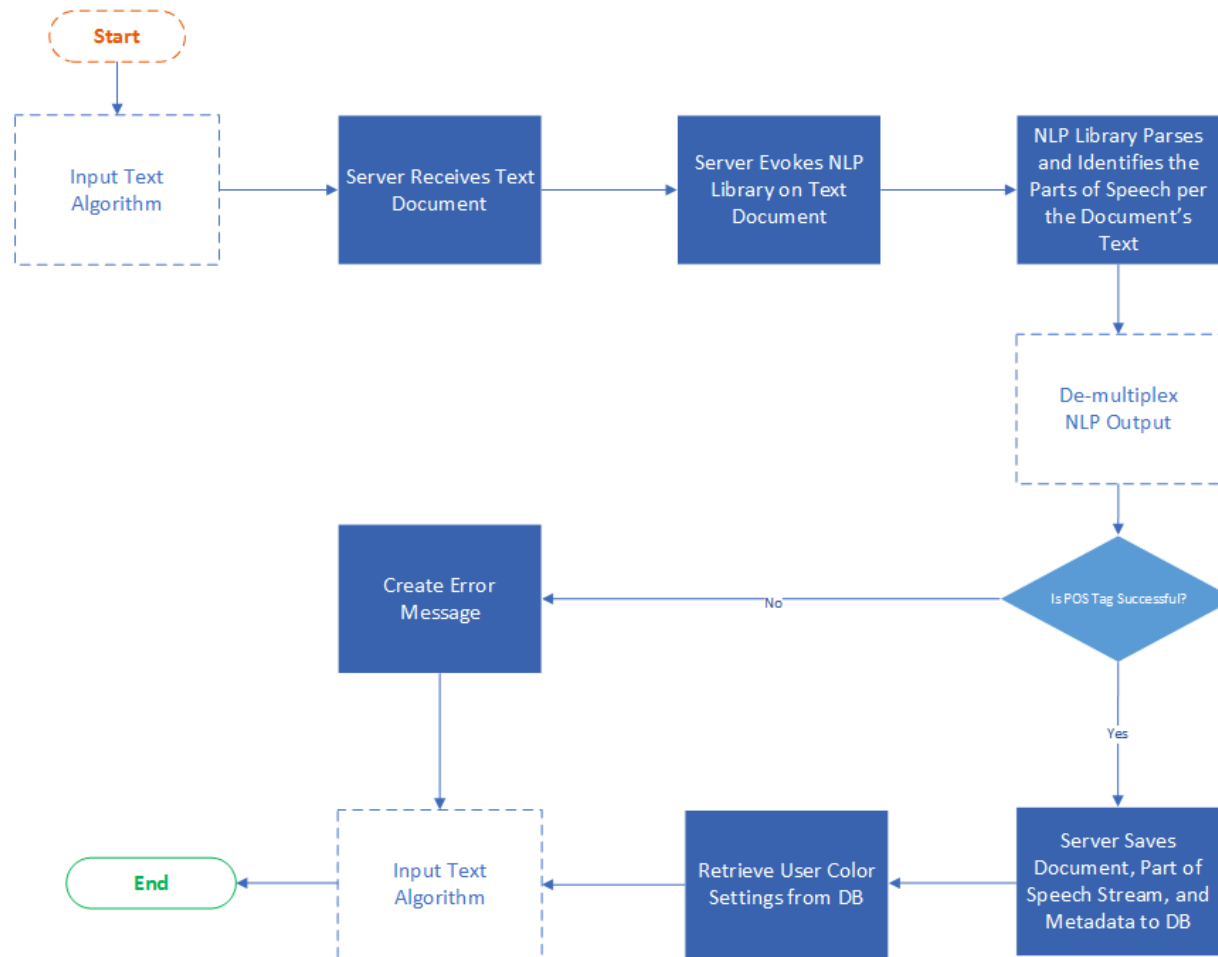 Start
Input Text
Algorithm
Server Receives Text
Document
Server Evokes NLP
Library on Text
Document
NLP Library Parses
and Identifies the
Parts of Speech per
the Document's
Text
De-multiplex
NLP Output
Is POS Tag Successful?
No
Create Error
Message
Yes
Server Saves
Document, Part of
Speech Stream, and
Metadata to DB
Retrieve User Color
Settings from DB
Input Text
Algorithm
End